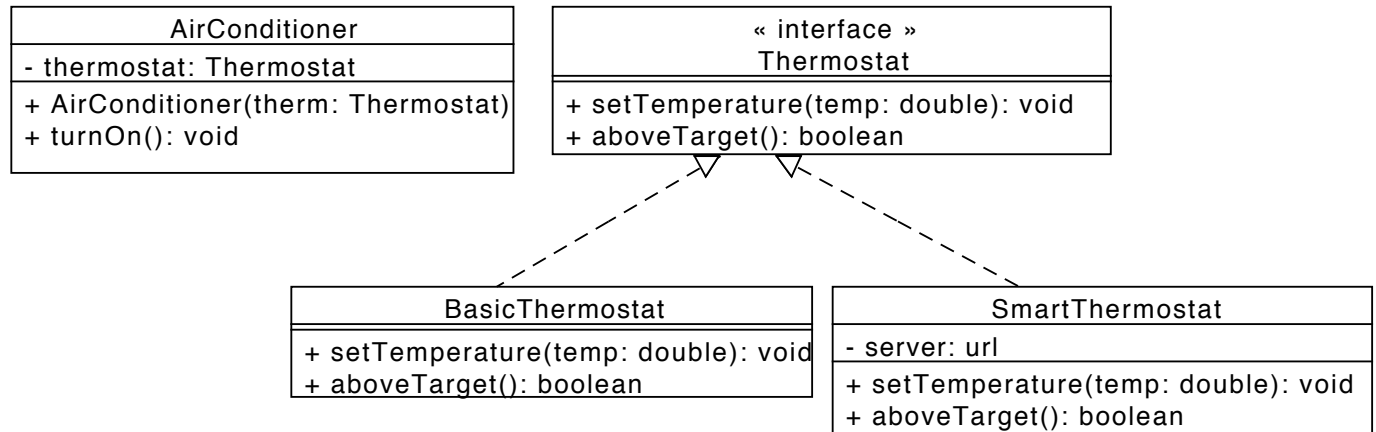 AirConditioner
- thermostat: Thermostat
+ AirConditioner(therm: Thermostat)
+ turnOn(): void
« interface »
Thermostat
+ setTemperature(temp: double): void
+ aboveTarget(): boolean
BasicThermostat
+ setTemperature(temp: double): void
+ aboveTarget(): boolean
SmartThermostat
- server: url
+ setTemperature(temp: double): void
+ aboveTarget(): boolean